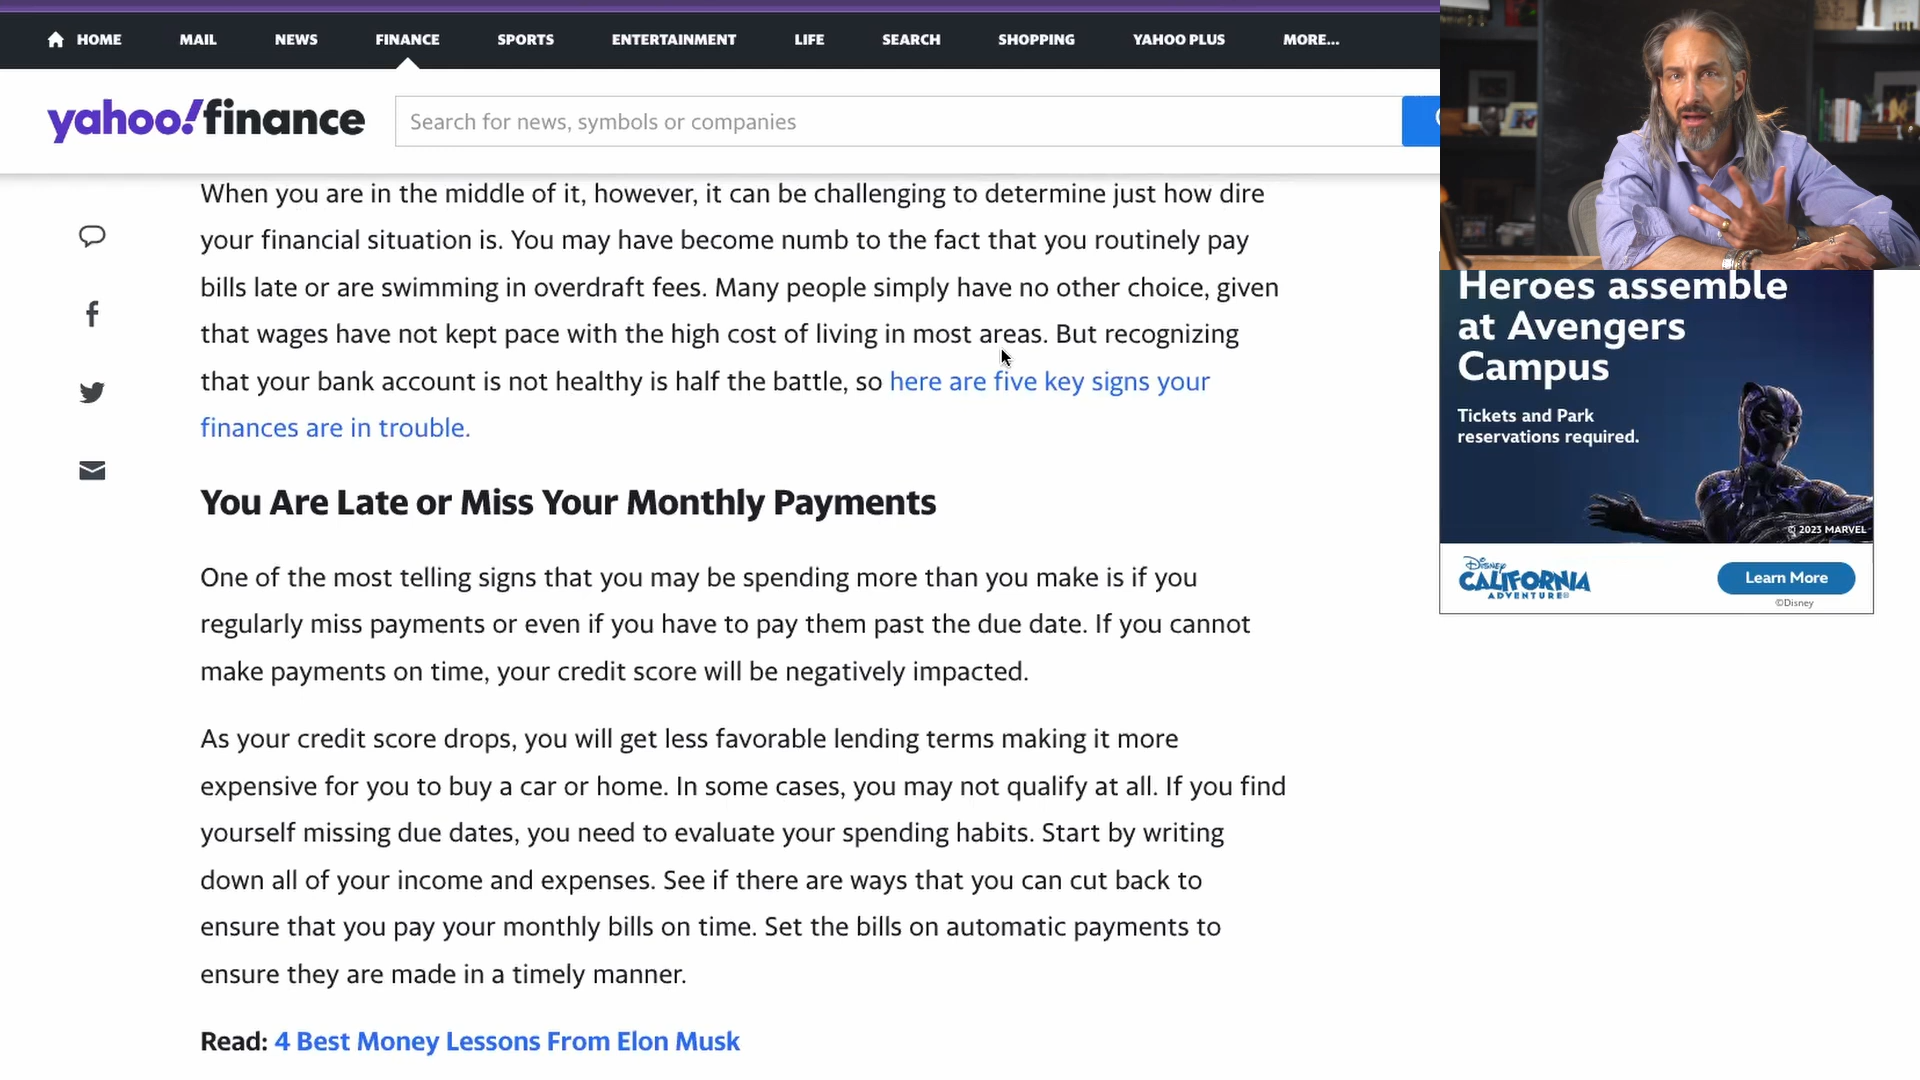 HOME MAIL NEWS FINANCE SPORTS ENTERTAINMENT LIFE SEARCH SHOPPING YAHOO PLUS MORE...
yahoo!finance
Search for news, symbols or companies
When you are in the middle of it, however, it can be challenging to determine just how dire
your financial situation is. You may have become numb to the fact that you routinely pay
bills late or are swimming in overdraft fees. Many people simply have no other choice, given
that wages have not kept pace with the high cost of living in most areas. But recognizing
that your bank account is not healthy is half the battle, so here are five key signs your
finances are in trouble.
You Are Late or Miss Your Monthly Payments
One of the most telling signs that you may be spending more than you make is if you
regularly miss payments or even if you have to pay them past the due date. If you cannot
make payments on time, your credit score will be negatively impacted.
As your credit score drops, you will get less favorable lending terms making it more
expensive for you to buy a car or home. In some cases, you may not qualify at all. If you find
yourself missing due dates, you need to evaluate your spending habits. Start by writing
down all of your income and expenses. See if there are ways that you can cut back to
ensure that you pay your monthly bills on time. Set the bills on automatic payments to
ensure they are made in a timely manner.
Read: 4 Best Money Lessons From Elon Musk
Heroes assemble
at Avengers
Campus
Tickets and Park
reservations required.
© 2023 MARVEL
Disney
CALIFORNIA
ADVENTURE
Learn More
©Disney